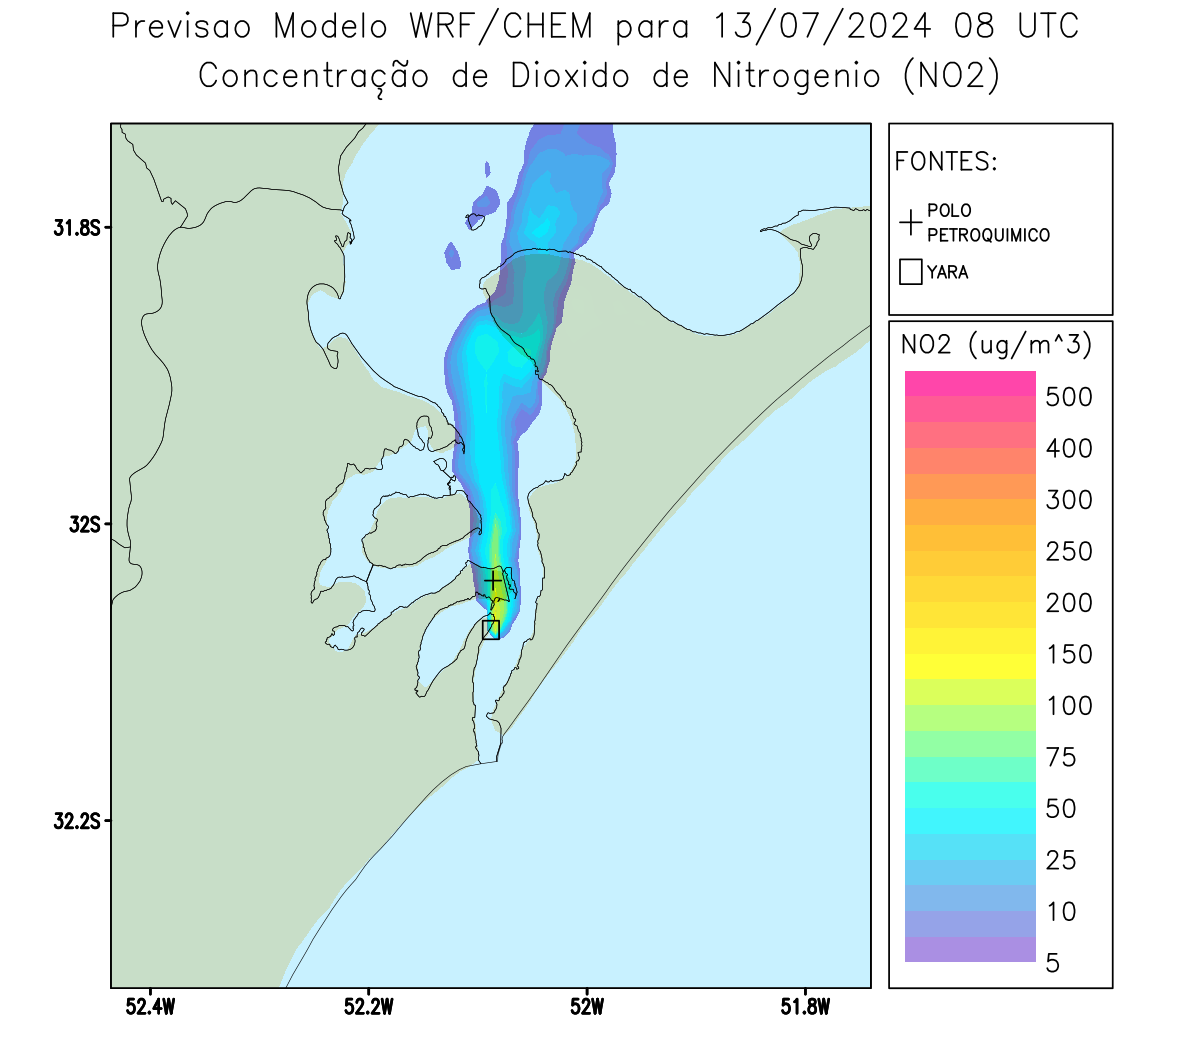 Previsao Modelo WRF/CHEM para 13/07/2024 08 UTC
Concentração de Dioxido de Nitrogenio (NO2)
FONTES:
POLO
PETROQUIMICO
YARA
31.8S
32S
32.2S
52.4W
52.2W
52W
51.8W
NO2 (ug/m^3)
500
400
300
250
200
150
100
75
50
25
10
5